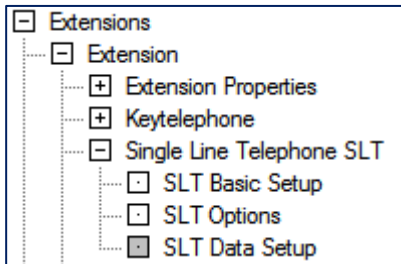 Extensions
Extension
Extension Properties
Keytelephone
Single Line Telephone SLT
SLT Basic Setup
SLT Options
SLT Data Setup